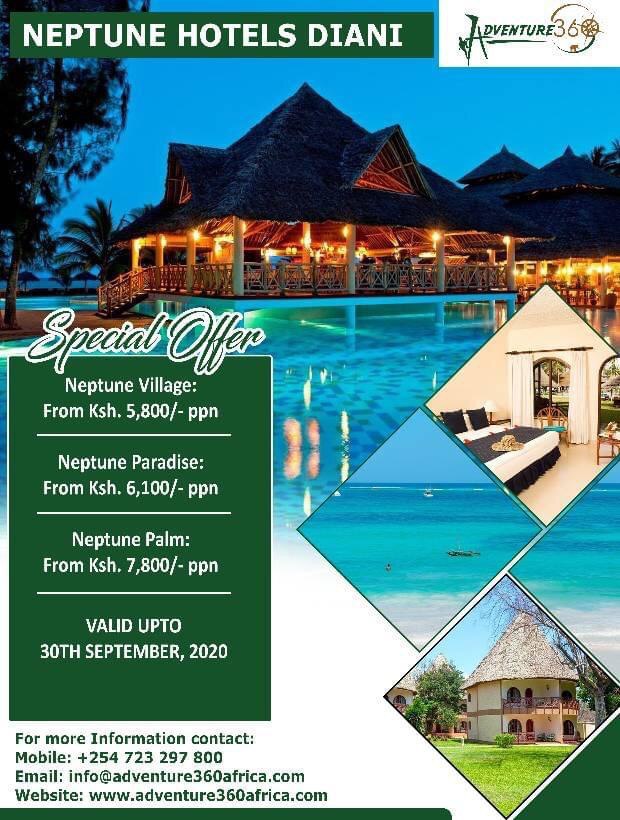 NEPTUNE HOTELS DIANI
ADVENTURE360
Special Offer
Neptune Village:
From Ksh. 5,800/- ppn
Neptune Paradise:
From Ksh. 6,100/- ppn
Neptune Palm:
From Ksh. 7,800/- ppn
VALID UPTO
30TH SEPTEMBER, 2020
For more Information contact:
Mobile: +254 723 297 800
Email: info@adventure360africa.com
Website: www.adventure360africa.com